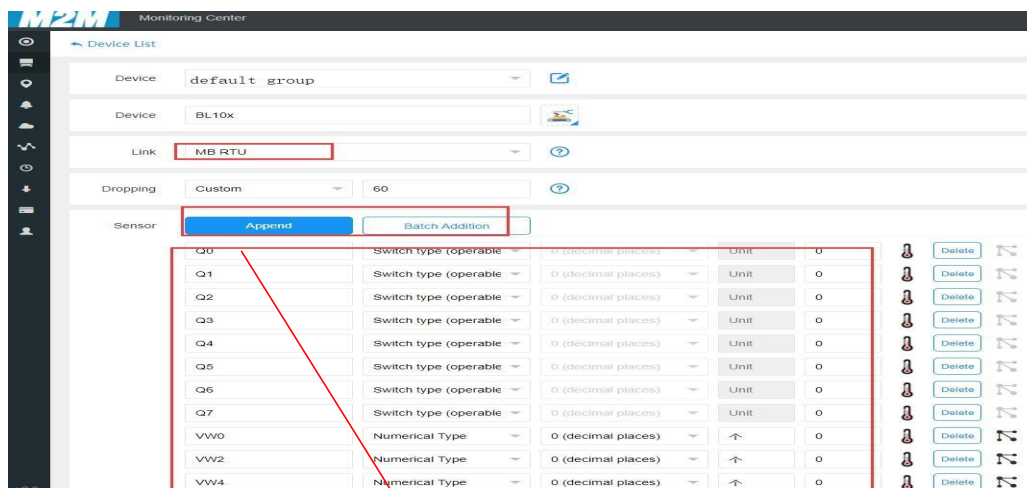 M2M Monitoring Center
Device List
Device default group
Device BL10x
Link MB RTU
Dropping Custom 60
Sensor Append Batch Addition
Q0 Switch type (operable 0 (decimal places) Unit 0 Delete
Q1 Switch type (operable 0 (decimal places) Unit 0 Delete
Q2 Switch type (operable 0 (decimal places) Unit 0 Delete
Q3 Switch type (operable 0 (decimal places) Unit 0 Delete
Q4 Switch type (operable 0 (decimal places) Unit 0 Delete
Q5 Switch type (operable 0 (decimal places) Unit 0 Delete
Q6 Switch type (operable 0 (decimal places) Unit 0 Delete
Q7 Switch type (operable 0 (decimal places) Unit 0 Delete
VW0 Numerical Type 0 (decimal places) 个 0 Delete
VW2 Numerical Type 0 (decimal places) 个 0 Delete
VW4 Numerical Type 0 (decimal places) 个 0 Delete